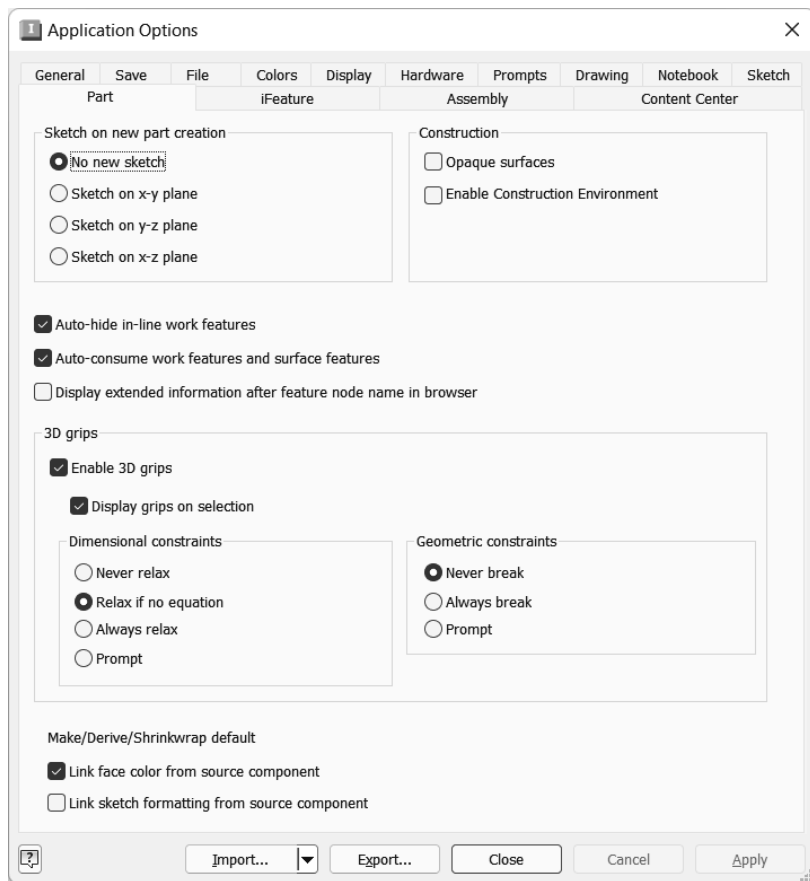 I Application Options
General Save File Colors Display Hardware Prompts Drawing Notebook Sketch
Part iFeature Assembly Content Center
Sketch on new part creation
No new sketch
Sketch on x-y plane
Sketch on y-z plane
Sketch on x-z plane
Construction
Opaque surfaces
Enable Construction Environment
Auto-hide in-line work features
Auto-consume work features and surface features
Display extended information after feature node name in browser
3D grips
Enable 3D grips
Display grips on selection
Dimensional constraints
Never relax
Relax if no equation
Always relax
Prompt
Geometric constraints
Never break
Always break
Prompt
Make/Derive/Shrinkwrap default
Link face color from source component
Link sketch formatting from source component
? Import... Export... Close Cancel Apply